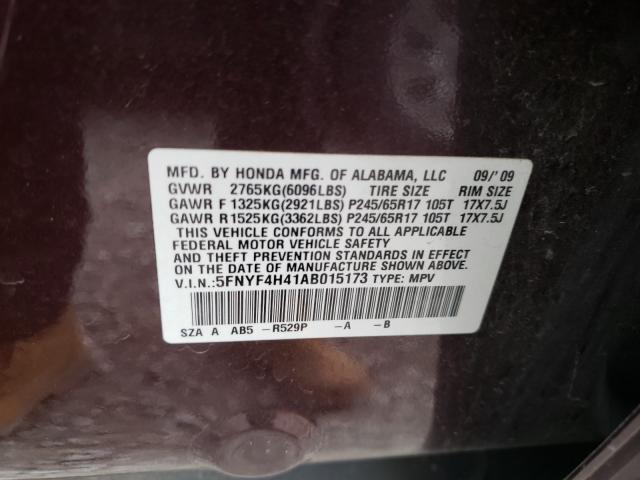 MFD. BY HONDA MFG. OF ALABAMA, LLC 09/'09
GVWR 2765KG(6096LBS) TIRE SIZE RIM SIZE
GAWR F 1325KG(2921LBS) P245/65R17 105T 17X7.5J
GAWR R 1525KG(3362LBS) P245/65R17 105T 17X7.5J
THIS VEHICLE CONFORMS TO ALL APPLICABLE
FEDERAL MOTOR VEHICLE SAFETY
AND THEFT PREVENTION STANDARDS IN EFFECT
ON THE DATE OF MANUFACTURE SHOWN ABOVE.
V.I.N.:5FNYF4H41AB015173 TYPE: MPV
SZA A AB5 -R529P -A -B